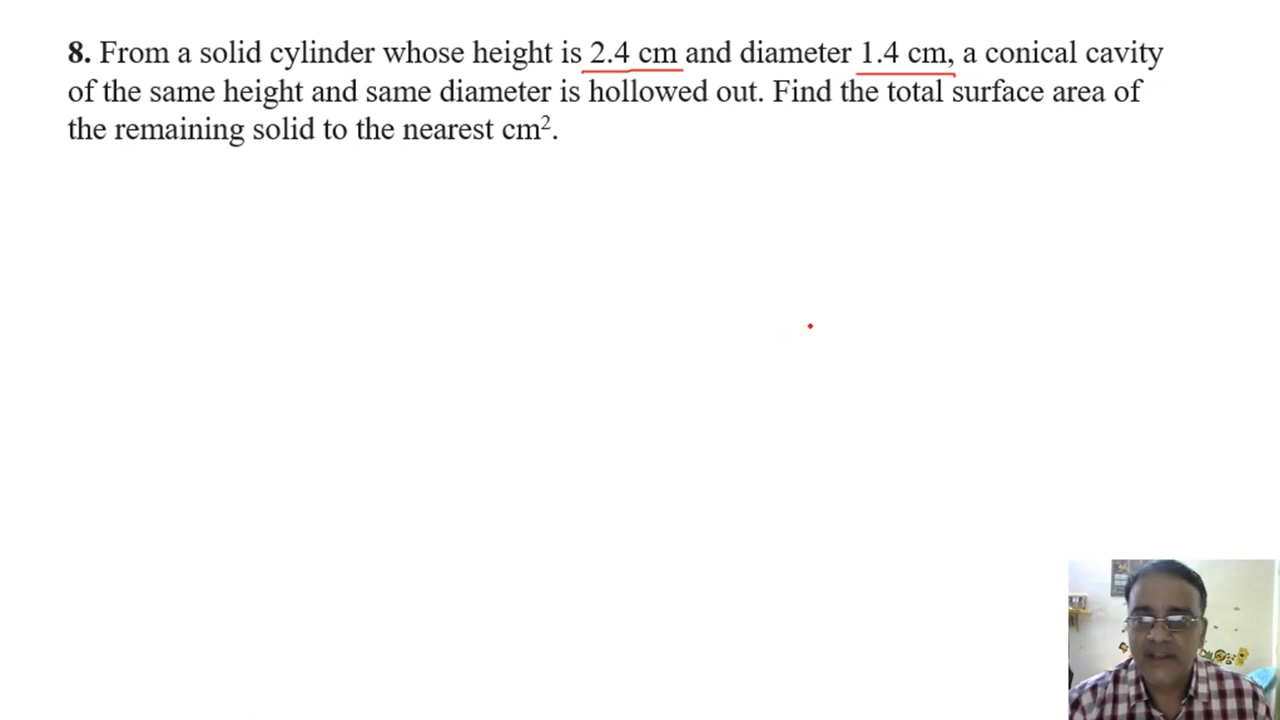 8. From a solid cylinder whose height is 2.4 cm and diameter 1.4 cm, a conical cavity
of the same height and same diameter is hollowed out. Find the total surface area of
the remaining solid to the nearest cm².